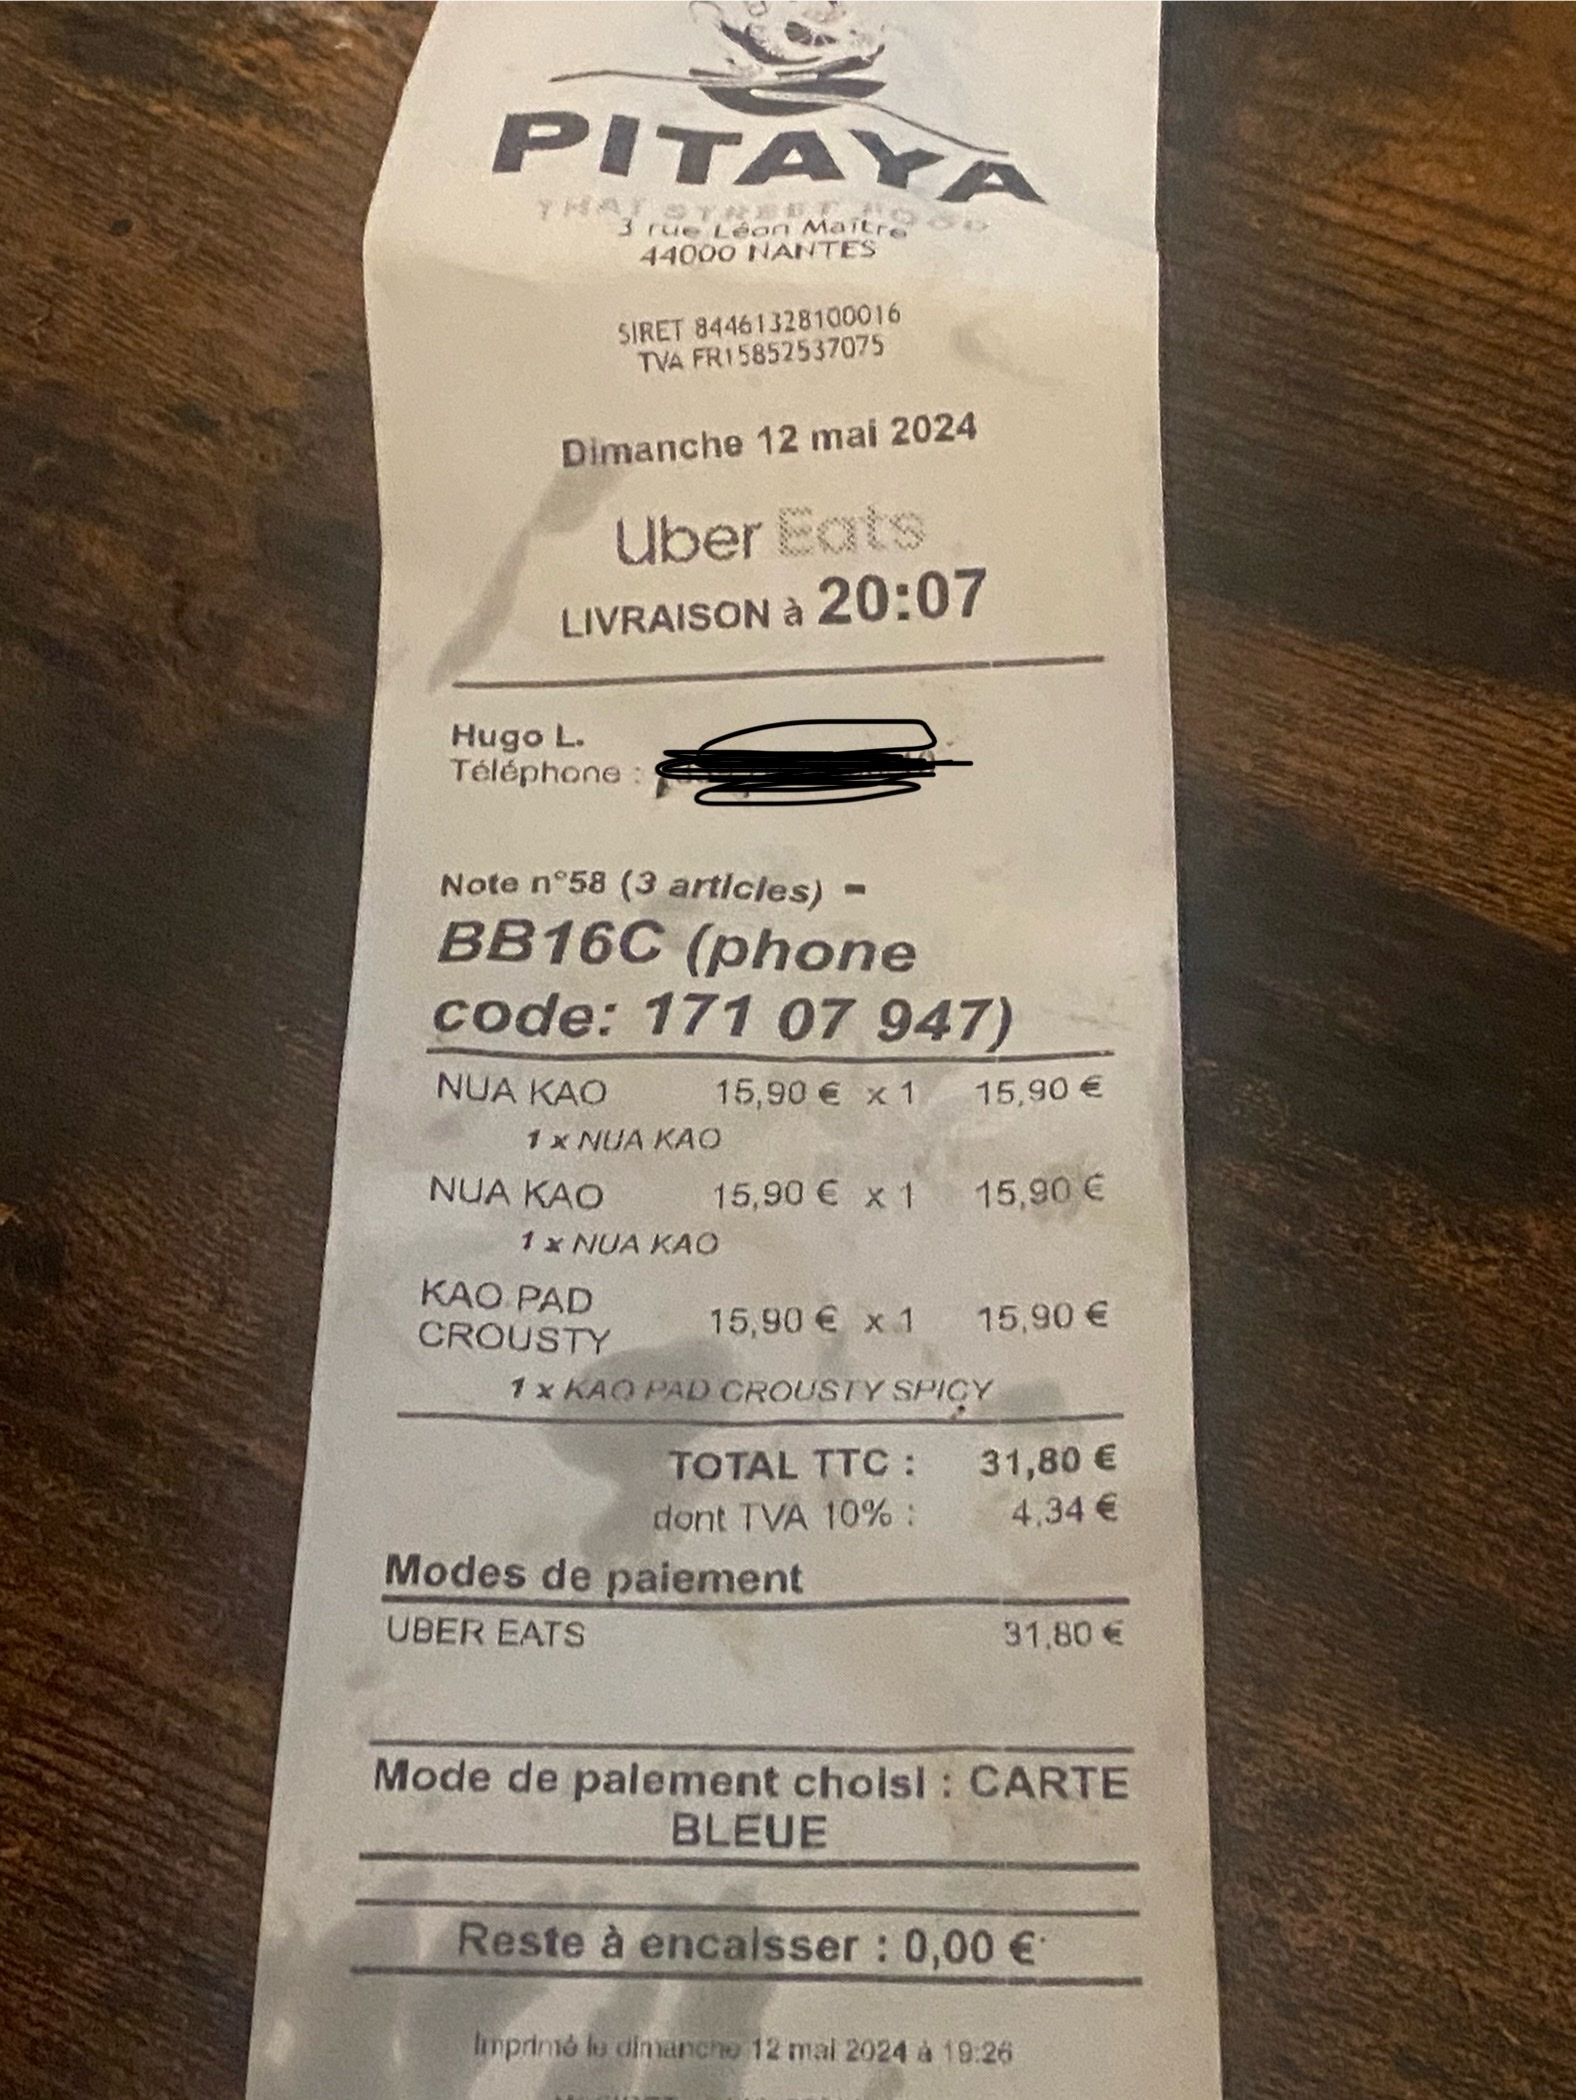 PITAYA
THAI STREET FOOD
3 rue Léon Maître
44000 NANTES
SIRET 84461328100016
TVA FR15852537075
Dimanche 12 mai 2024
Uber Eats
LIVRAISON à 20:07
Hugo L.
Téléphone :
Note n°58 (3 articles) -
BB16C (phone
code: 171 07 947)
NUA KAO 15,90 € x 1 15,90 €
1 x NUA KAO
NUA KAO 15,90 € x 1 15,90 €
1 x NUA KAO
KAO PAD
CROUSTY 15,90 € x 1 15,90 €
1 x KAO PAD CROUSTY SPICY
TOTAL TTC : 31,80 €
dont TVA 10% : 4,34 €
Modes de paiement
UBER EATS 31,80 €
Mode de paiement choisi : CARTE
BLEUE
Reste à encaisser : 0,00 €
Imprimé le dimanche 12 mai 2024 à 19:26